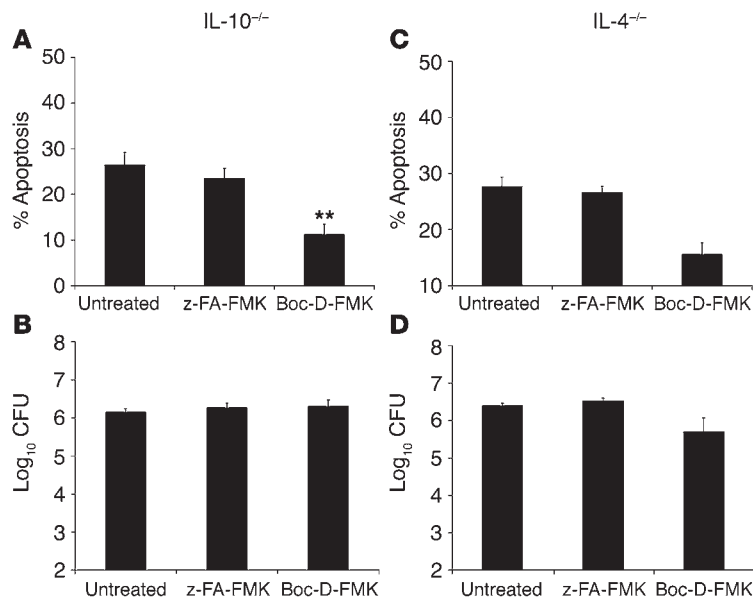 IL-10⁻/⁻
A
% Apoptosis
50
40
30
20
10
0
**
Untreated z-FA-FMK Boc-D-FMK
B
Log₁₀ CFU
8
7
6
5
4
3
2
Untreated z-FA-FMK Boc-D-FMK
IL-4⁻/⁻
C
% Apoptosis
50
40
30
20
10
Untreated z-FA-FMK Boc-D-FMK
D
Log₁₀ CFU
8
7
6
5
4
3
2
Untreated z-FA-FMK Boc-D-FMK